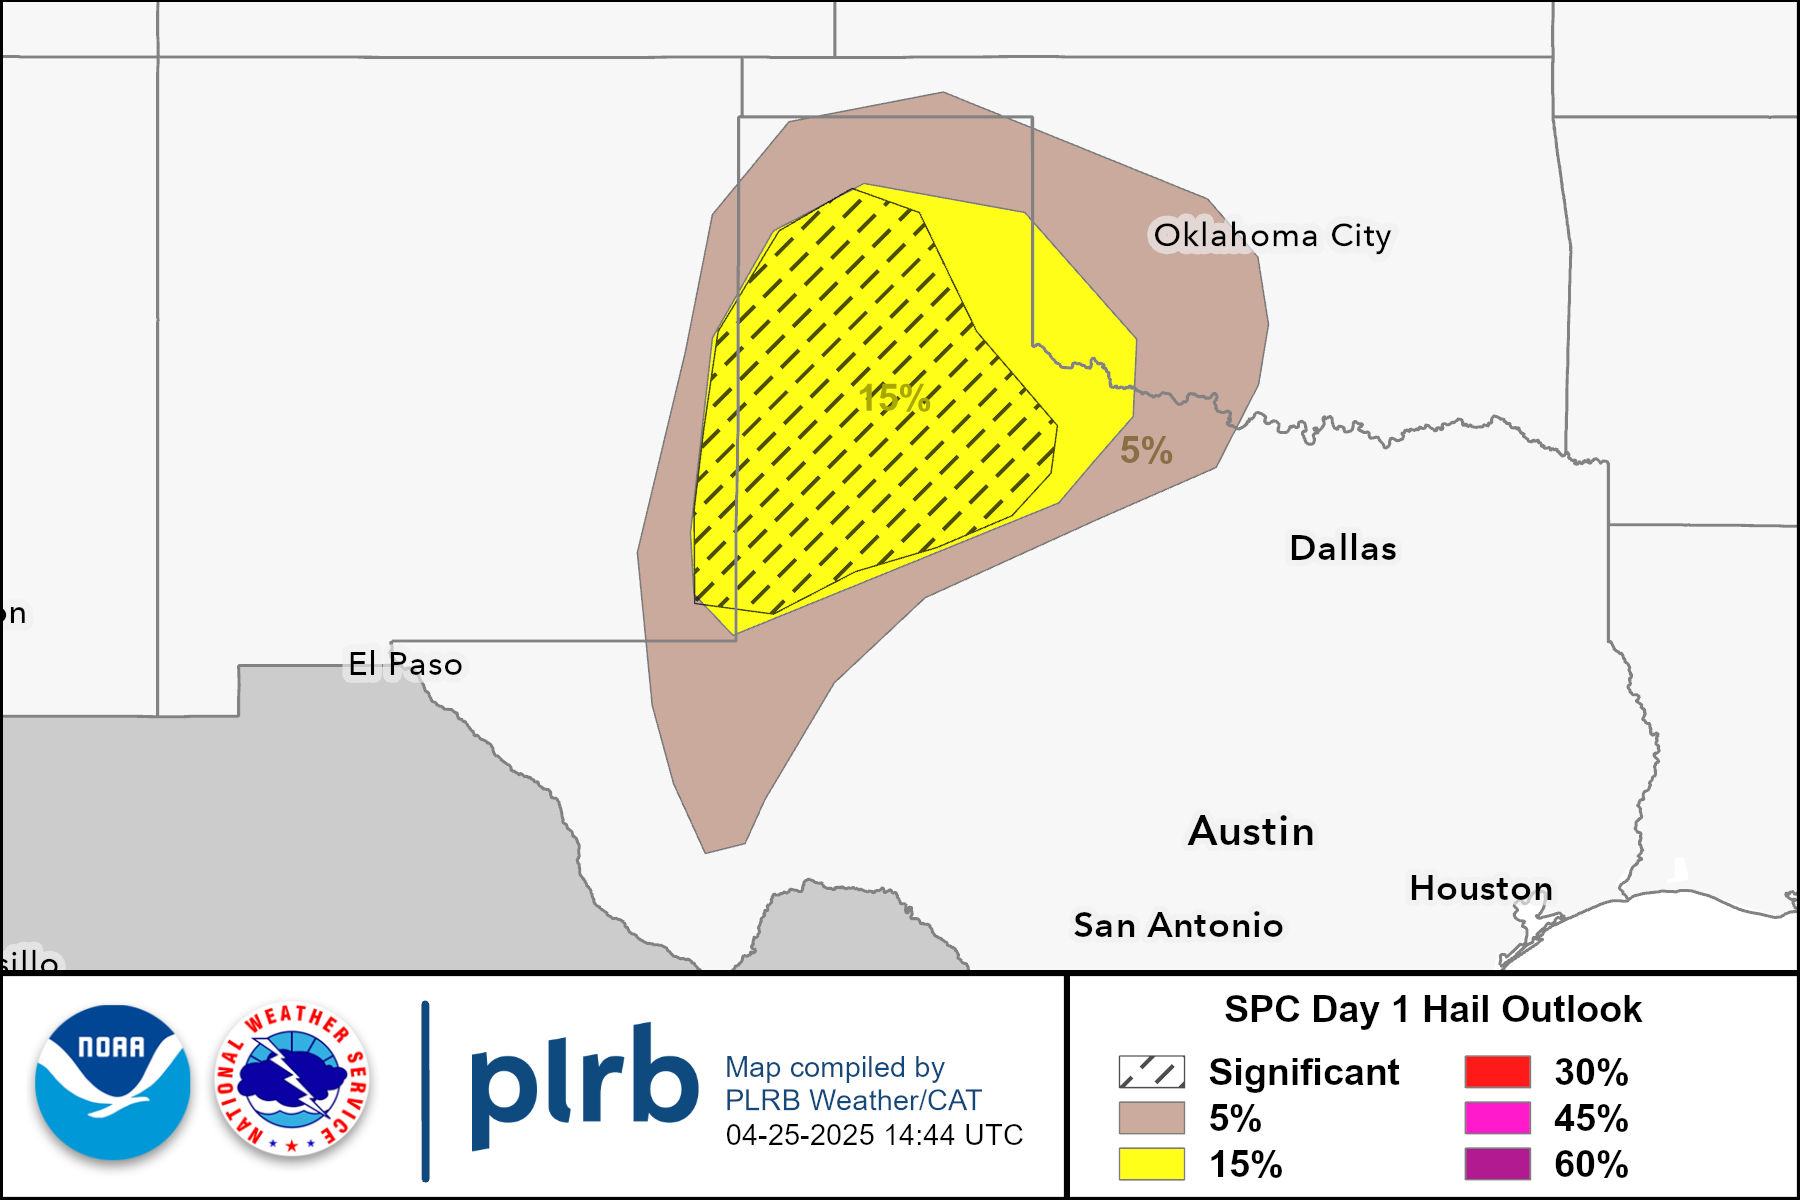 Oklahoma City
15%
5%
Dallas
on
El Paso
Austin
Houston
San Antonio
sillo
NOAA
NATIONAL WEATHER SERVICE
plrb
Map compiled by
PLRB Weather/CAT
04-25-2025 14:44 UTC
SPC Day 1 Hail Outlook
Significant
5%
15%
30%
45%
60%